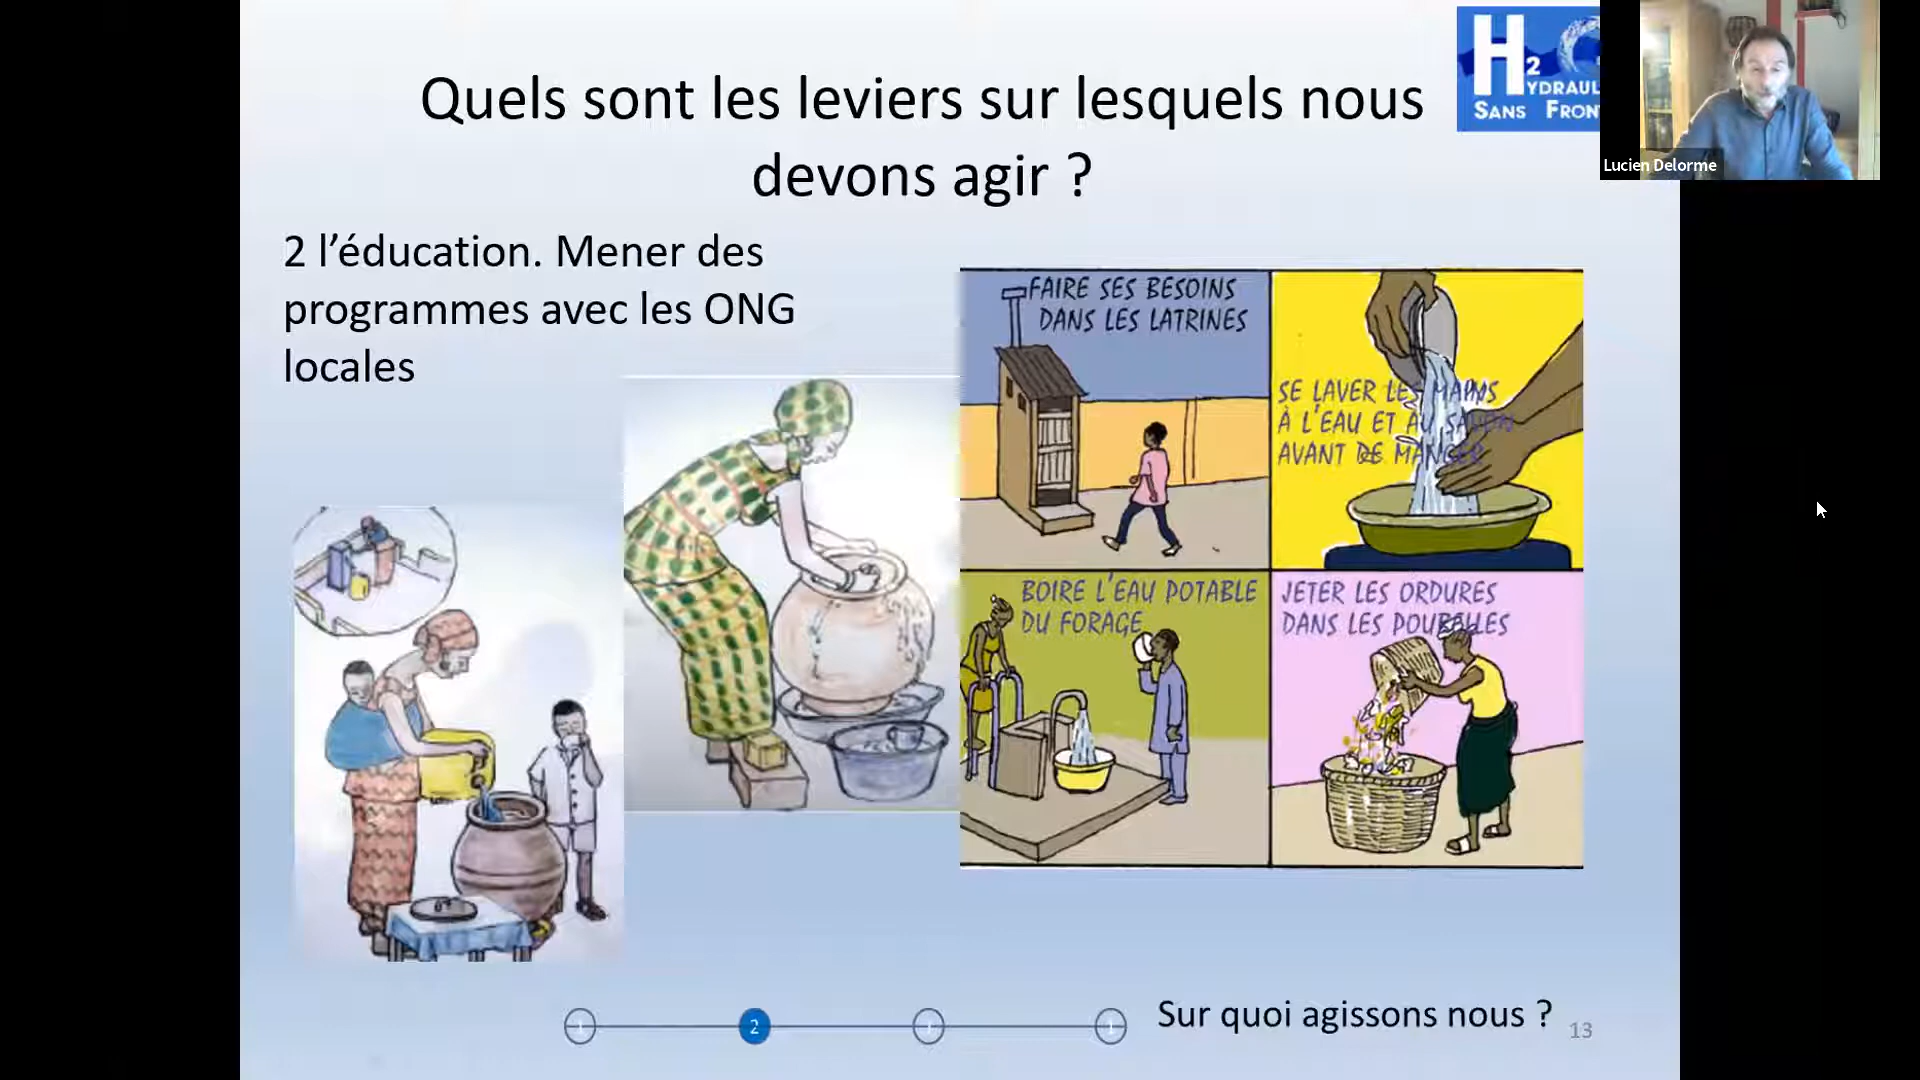 Quels sont les leviers sur lesquels nous
devons agir ?
H2
YDRAUL
SANS FRON
Lucien Delorme
2 l'éducation. Mener des
programmes avec les ONG
locales
FAIRE SES BESOINS
DANS LES LATRINES
SE LAVER LES MAINS
À L'EAU ET AU SAVON
AVANT DE MANGER
BOIRE L'EAU POTABLE
DU FORAGE
JETER LES ORDURES
DANS LES POUBELLES
2
Sur quoi agissons nous ?
13